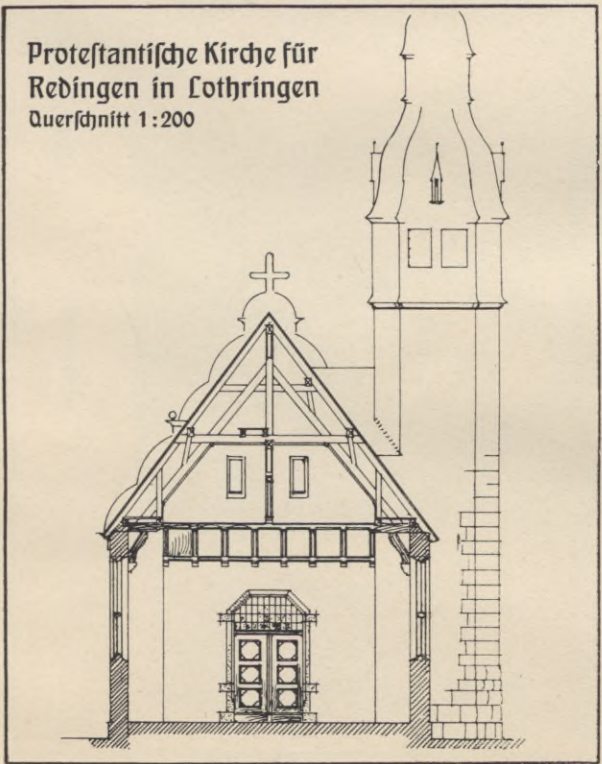 Proteſtantiſche Kirche für
Redingen in Lothringen
Querſchnitt 1:200